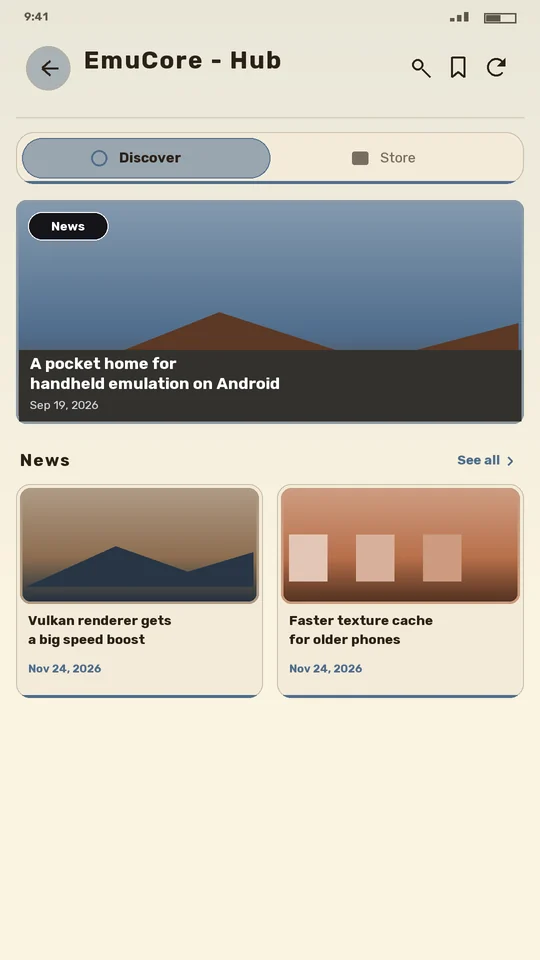 9:41
EmuCore - Hub
Discover
Store
News
A pocket home for
handheld emulation on Android
Sep 19, 2026
News
See all
Vulkan renderer gets
a big speed boost
Nov 24, 2026
Faster texture cache
for older phones
Nov 24, 2026